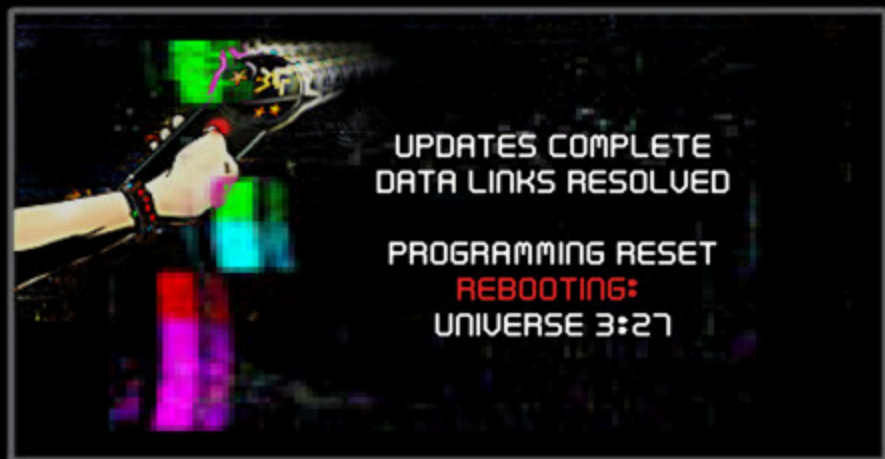 UPDATES COMPLETE
DATA LINKS RESOLVED
PROGRAMMING RESET
REBOOTING:
UNIVERSE 3:27